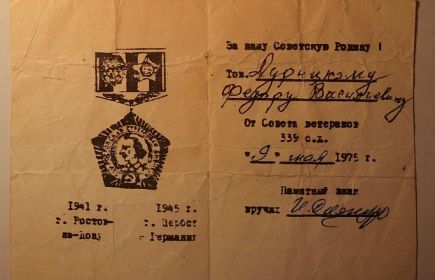 За нашу Советскую Родину!
Тов.
Федору Васильевичу
От Совета ветеранов
339 с.д.
"9" мая 1975 г.
Памятный знак
вручил
1941 г.
г. Ростов-
на-Дону
1945 г.
Германия